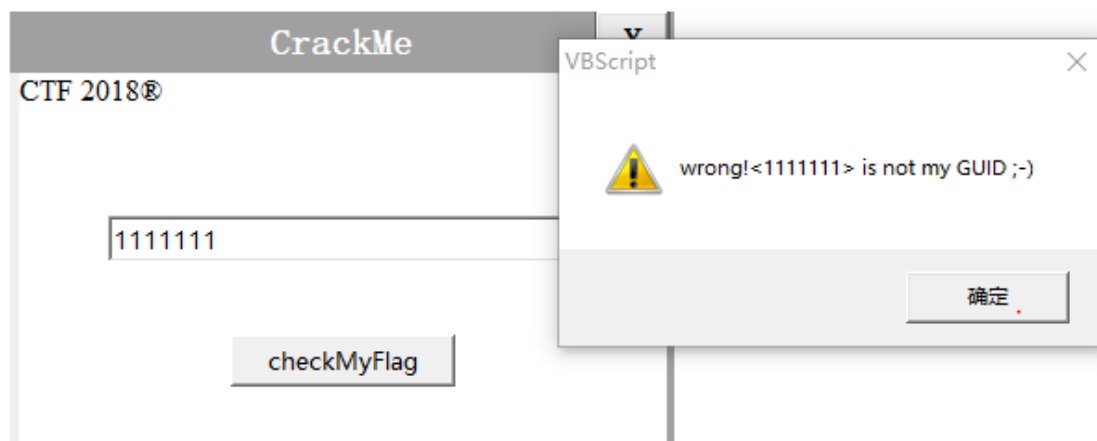 CrackMe
X
VBScript
CTF 2018®
wrong!<1111111> is not my GUID ;-)
1111111
确定
checkMyFlag